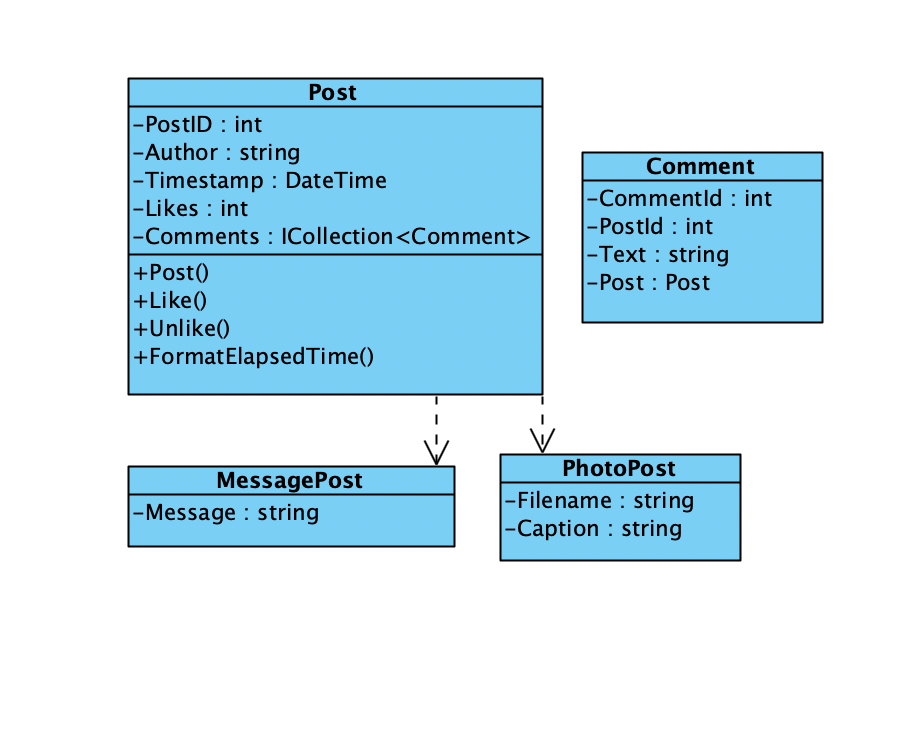 Post
-PostID : int
-Author : string
-Timestamp : DateTime
-Likes : int
-Comments : ICollection<Comment>
+Post()
+Like()
+Unlike()
+FormatElapsedTime()
Comment
-CommentId : int
-PostId : int
-Text : string
-Post : Post
MessagePost
-Message : string
PhotoPost
-Filename : string
-Caption : string